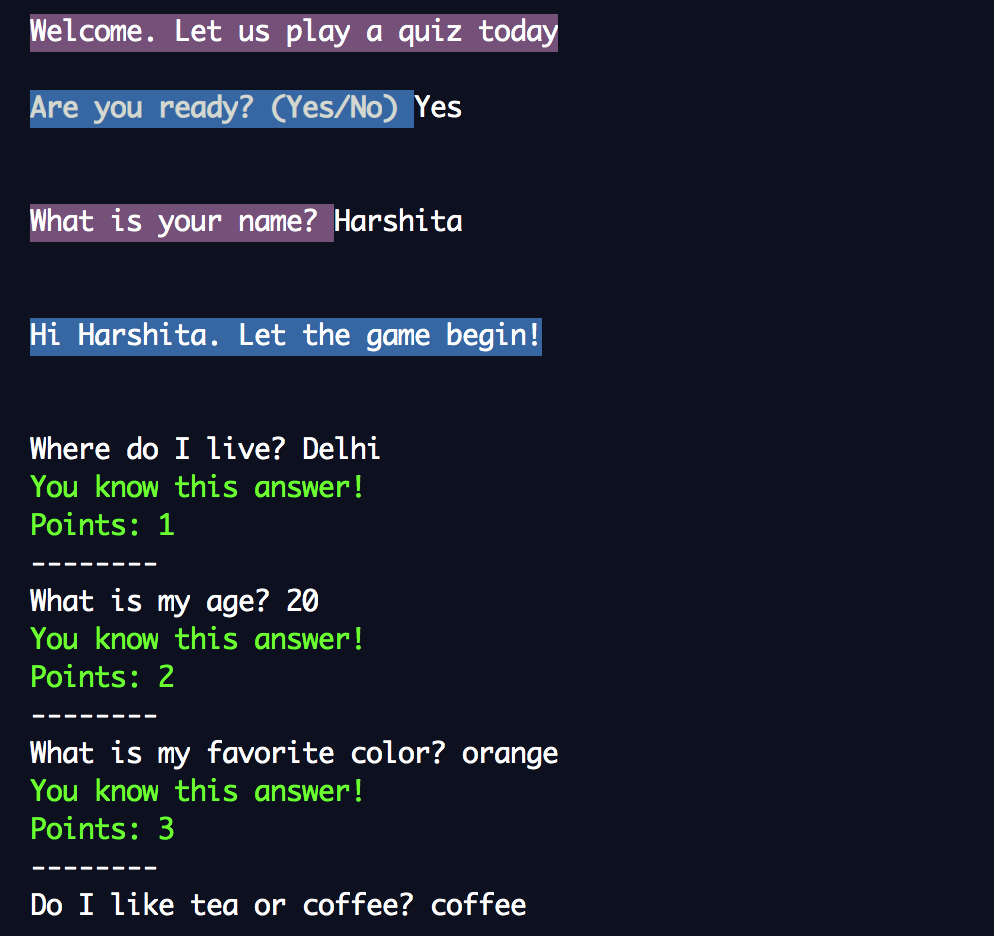 Welcome. Let us play a quiz today
Are you ready? (Yes/No) Yes
What is your name? Harshita
Hi Harshita. Let the game begin!
Where do I live? Delhi
You know this answer!
Points: 1
--------
What is my age? 20
You know this answer!
Points: 2
--------
What is my favorite color? orange
You know this answer!
Points: 3
--------
Do I like tea or coffee? coffee